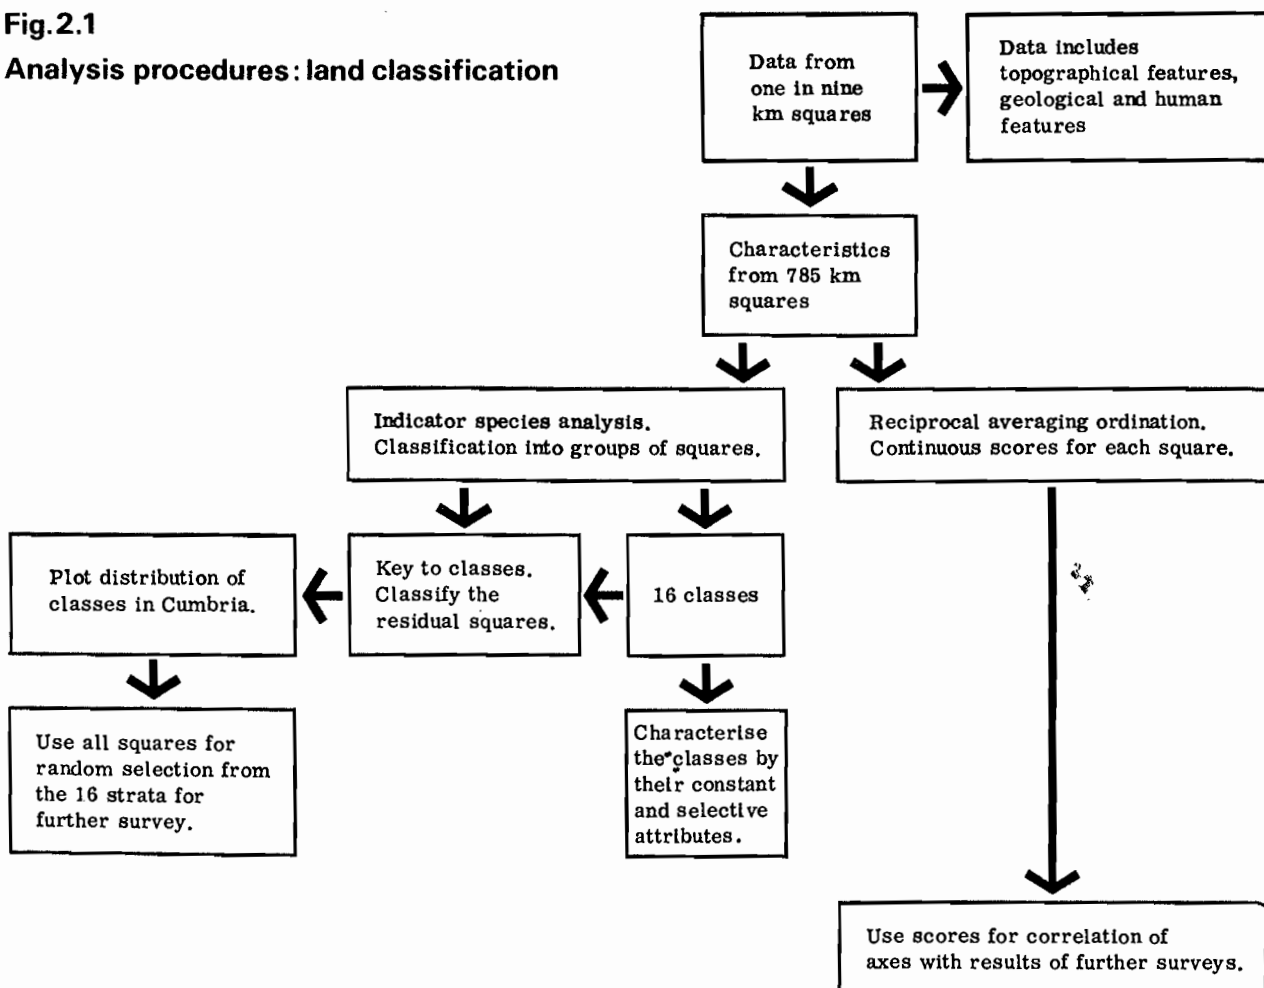 Fig.2.1
Analysis procedures: land classification
Data from
one in nine
km squares
Data includes
topographical features,
geological and human
features
Characteristics
from 785 km
squares
Indicator species analysis.
Classification into groups of squares.
Reciprocal averaging ordination.
Continuous scores for each square.
Plot distribution of
classes in Cumbria.
Key to classes.
Classify the
residual squares.
16 classes
Use all squares for
random selection from
the 16 strata for
further survey.
Characterise
the classes by
their constant
and selective
attributes.
Use scores for correlation of
axes with results of further surveys.